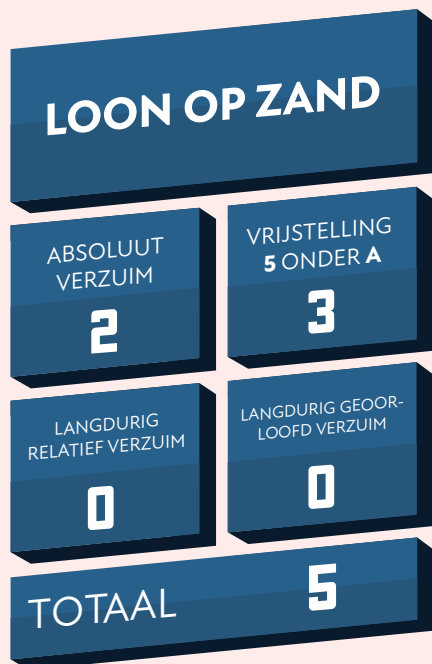 LOON OP ZAND
ABSOLUUT
VERZUIM
2
VRIJSTELLING
5 ONDER A
3
LANGDURIG
RELATIEF VERZUIM
0
LANGDURIG GEOOR-
LOOFD VERZUIM
0
TOTAAL 5